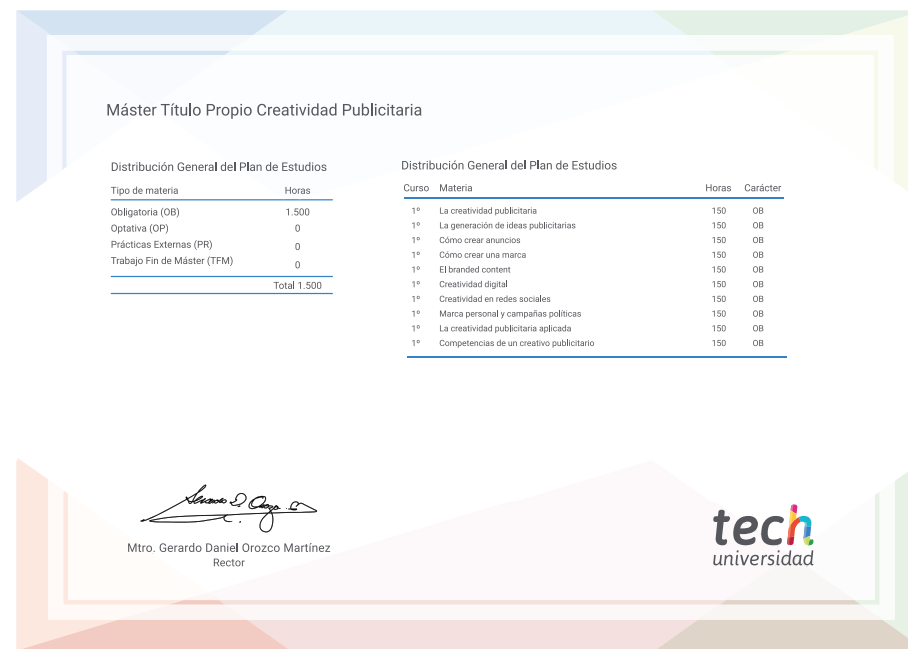 Máster Título Propio Creatividad Publicitaria
Distribución General del Plan de Estudios
Tipo de materia Horas
Obligatoria (OB) 1.500
Optativa (OP) 0
Prácticas Externas (PR) 0
Trabajo Fin de Máster (TFM) 0
Total 1.500
Distribución General del Plan de Estudios
Curso Materia Horas Carácter
1º La creatividad publicitaria 150 OB
1º La generación de ideas publicitarias 150 OB
1º Cómo crear anuncios 150 OB
1º Cómo crear una marca 150 OB
1º El branded content 150 OB
1º Creatividad digital 150 OB
1º Creatividad en redes sociales 150 OB
1º Marca personal y campañas políticas 150 OB
1º La creatividad publicitaria aplicada 150 OB
1º Competencias de un creativo publicitario 150 OB
Mtro. Gerardo Daniel Orozco Martínez
Rector
tech
universidad